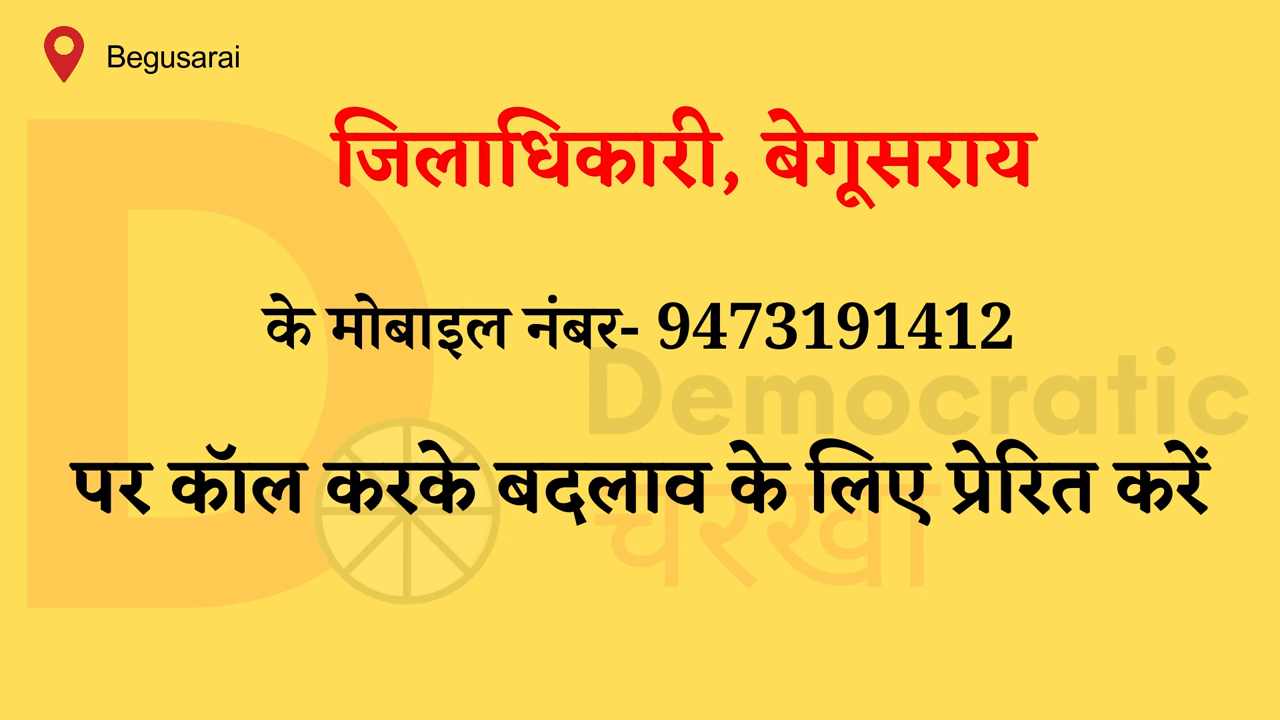 Begusarai
जिलाधिकारी, बेगूसराय
के मोबाइल नंबर- 9473191412
Democratic
पर कॉल करके बदलाव के लिए प्रेरित करें
चरखा